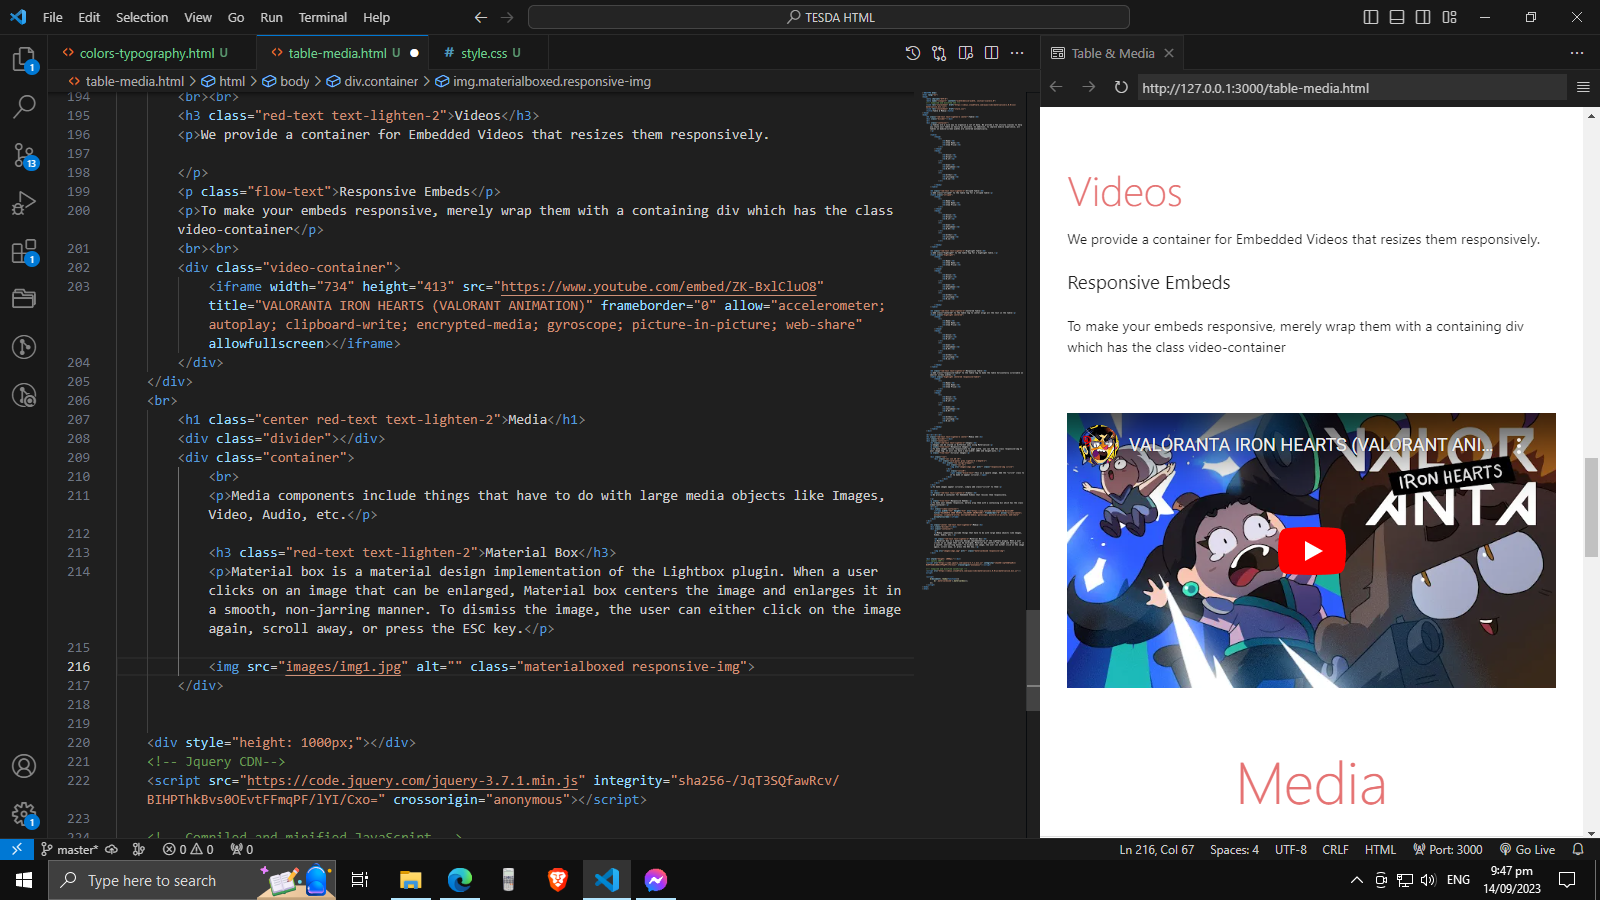 File Edit Selection View Go Run Terminal Help
TESDA HTML
colors-typography.html U
table-media.html U
# style.css U
Table & Media
table-media.html > html > body > div.container > img.materialboxed.responsive-img
http://127.0.0.1:3000/table-media.html
194 <br><br>
195 <h3 class="red-text text-lighten-2">Videos</h3>
196 <p>We provide a container for Embedded Videos that resizes them responsively.
197
198 </p>
199 <p class="flow-text">Responsive Embeds</p>
200 <p>To make your embeds responsive, merely wrap them with a containing div which has the class
video-container</p>
201 <br><br>
202 <div class="video-container">
203 <iframe width="734" height="413" src="https://www.youtube.com/embed/ZK-BxlCluO8"
title="VALORANTA IRON HEARTS (VALORANT ANIMATION)" frameborder="0" allow="accelerometer;
autoplay; clipboard-write; encrypted-media; gyroscope; picture-in-picture; web-share"
allowfullscreen></iframe>
204 </div>
205 </div>
206 <br>
207 <h1 class="center red-text text-lighten-2">Media</h1>
208 <div class="divider"></div>
209 <div class="container">
210 <br>
211 <p>Media components include things that have to do with large media objects like Images,
Video, Audio, etc.</p>
212
213 <h3 class="red-text text-lighten-2">Material Box</h3>
214 <p>Material box is a material design implementation of the Lightbox plugin. When a user
clicks on an image that can be enlarged, Material box centers the image and enlarges it in
a smooth, non-jarring manner. To dismiss the image, the user can either click on the image
again, scroll away, or press the ESC key.</p>
215
216 <img src="images/img1.jpg" alt="" class="materialboxed responsive-img">
217 </div>
218
219
220 <div style="height: 1000px;"></div>
221 <!-- Jquery CDN-->
222 <script src="https://code.jquery.com/jquery-3.7.1.min.js" integrity="sha256-/JqT3SQfawRcv/
BIHPThkBvs0OEvtFFmqPF/lYI/Cxo=" crossorigin="anonymous"></script>
223
224 <!-- Compiled and minified JavaScript -->
Videos
We provide a container for Embedded Videos that resizes them responsively.
Responsive Embeds
To make your embeds responsive, merely wrap them with a containing div
which has the class video-container
VALORANTA IRON HEARTS (VALORANT ANI...
VALOR
IRON HEARTS
ANTA
Media
1
13
1
1
master* 0 0 0
Ln 216, Col 67 Spaces: 4 UTF-8 CRLF HTML Port: 3000 Go Live
Type here to search
ENG
9:47 pm
14/09/2023